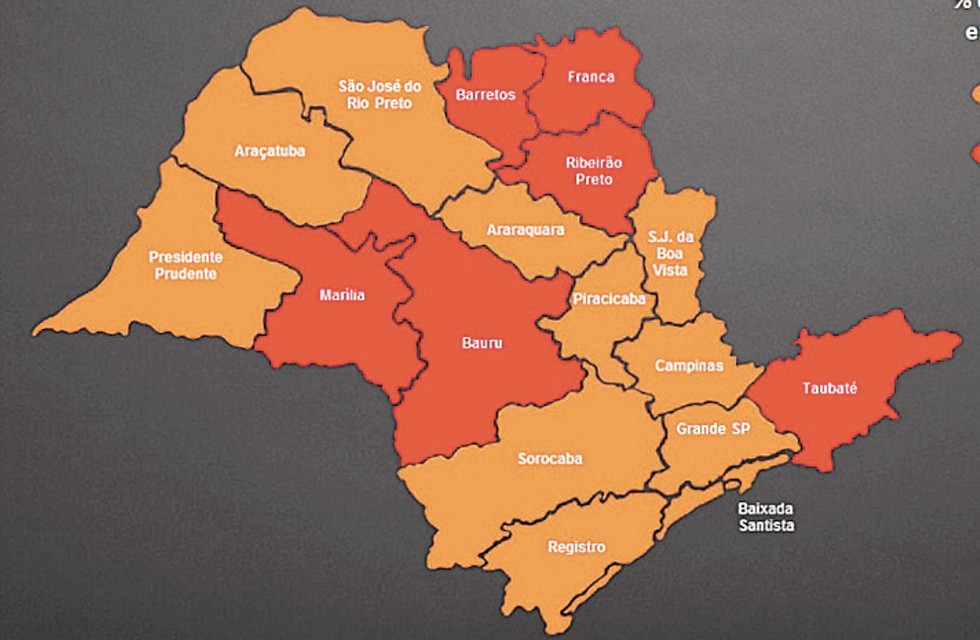 %
e
São José do
Rio Preto
Barretos
Franca
Araçatuba
Ribeirão
Preto
Araraquara
S.J. da
Boa
Vista
Presidente
Prudente
Marília
Piracicaba
Bauru
Campinas
Taubaté
Grande SP
Sorocaba
Baixada
Santista
Registro